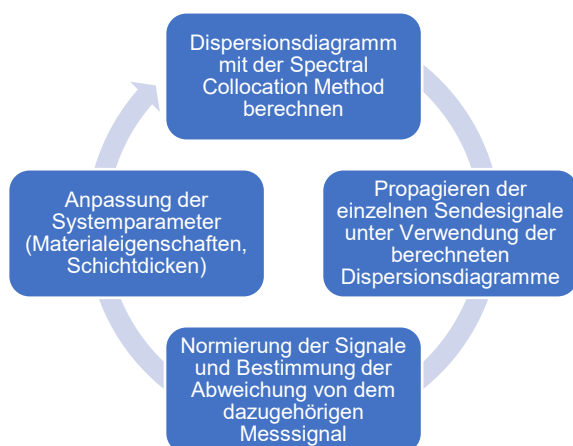 Dispersionsdiagramm
mit der Spectral
Collocation Method
berechnen
Propagieren der
einzelnen Sendesignale
unter Verwendung der
berechneten
Dispersionsdiagramme
Normierung der Signale
und Bestimmung der
Abweichung von dem
dazugehörigen
Messsignal
Anpassung der
Systemparameter
(Materialeigenschaften,
Schichtdicken)